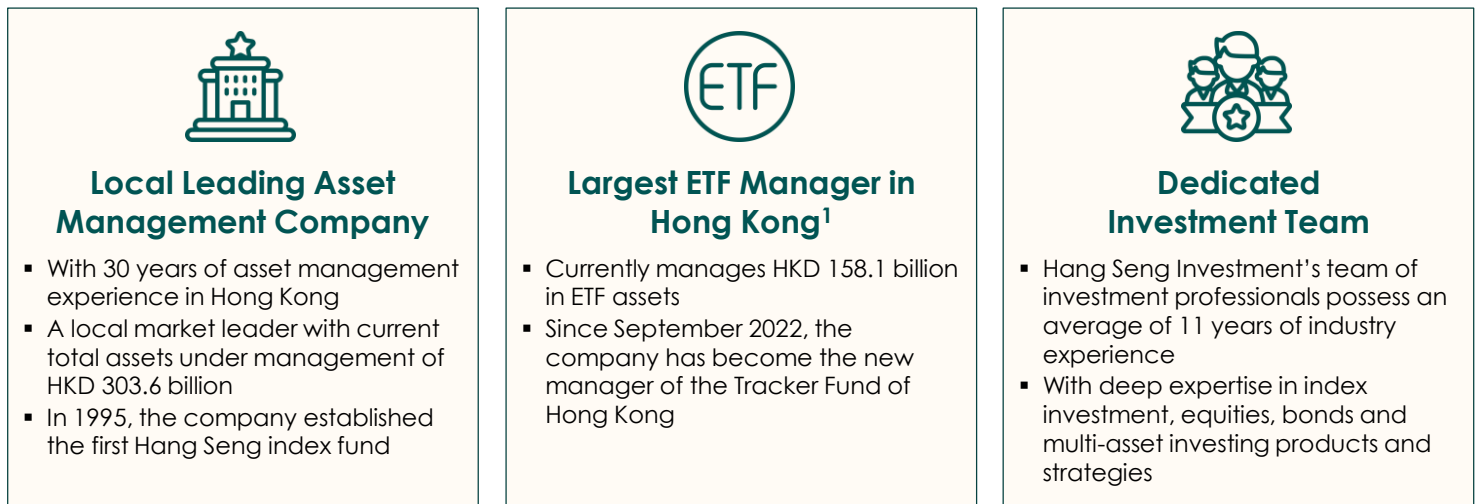 Local Leading Asset
Management Company
▪ With 30 years of asset management
experience in Hong Kong
▪ A local market leader with current
total assets under management of
HKD 303.6 billion
▪ In 1995, the company established
the first Hang Seng index fund
ETF
Largest ETF Manager in
Hong Kong¹
▪ Currently manages HKD 158.1 billion
in ETF assets
▪ Since September 2022, the
company has become the new
manager of the Tracker Fund of
Hong Kong
Dedicated
Investment Team
▪ Hang Seng Investment’s team of
investment professionals possess an
average of 11 years of industry
experience
▪ With deep expertise in index
investment, equities, bonds and
multi-asset investing products and
strategies